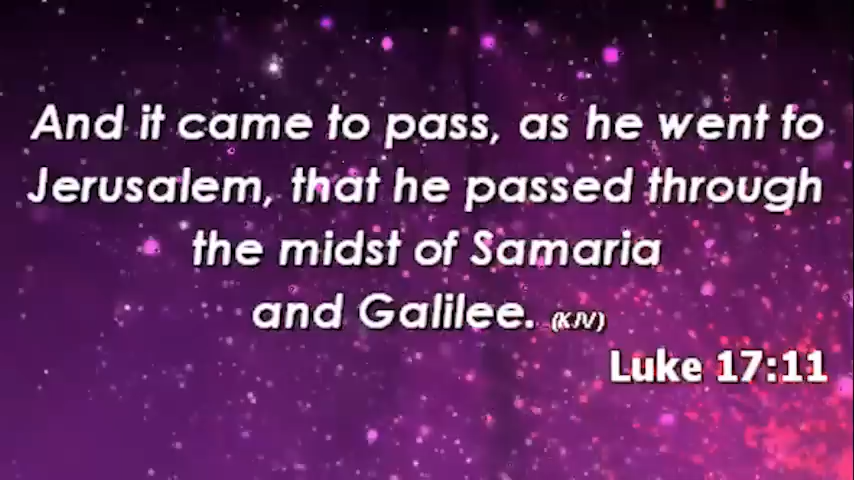 And it came to pass, as he went to
Jerusalem, that he passed through
the midst of Samaria
and Galilee. (KJV)
Luke 17:11